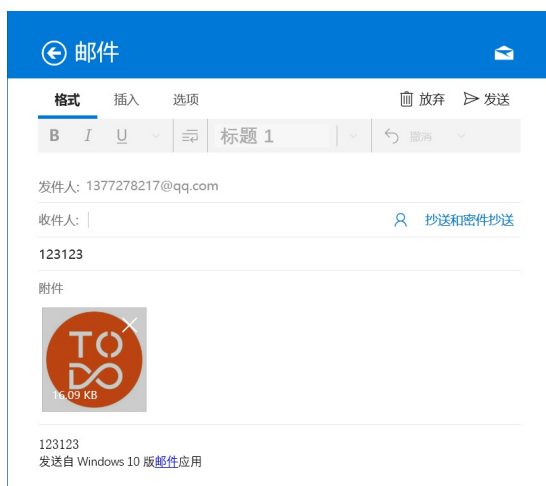 邮件
格式 插入 选项 放弃 发送
B I U 标题 1 撤消
发件人: 1377278217@qq.com
收件人: 抄送和密件抄送
123123
附件
TO
DO
16.09 KB
123123
发送自 Windows 10 版邮件应用